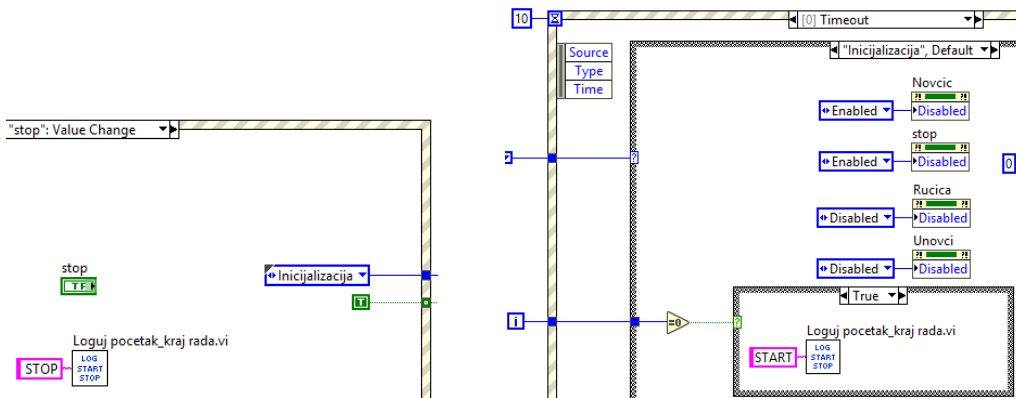 "stop": Value Change
stop
TF
Inicijalizacija
T
Loguj pocetak_kraj rada.vi
STOP
LOG
START
STOP
10
[0] Timeout
Source
Type
Time
"Inicijalizacija", Default
Novcic
Enabled
Disabled
stop
Enabled
Disabled
0
Rucica
Disabled
Disabled
Unovci
Disabled
Disabled
True
i
=0
?
?
Loguj pocetak_kraj rada.vi
START
LOG
START
STOP